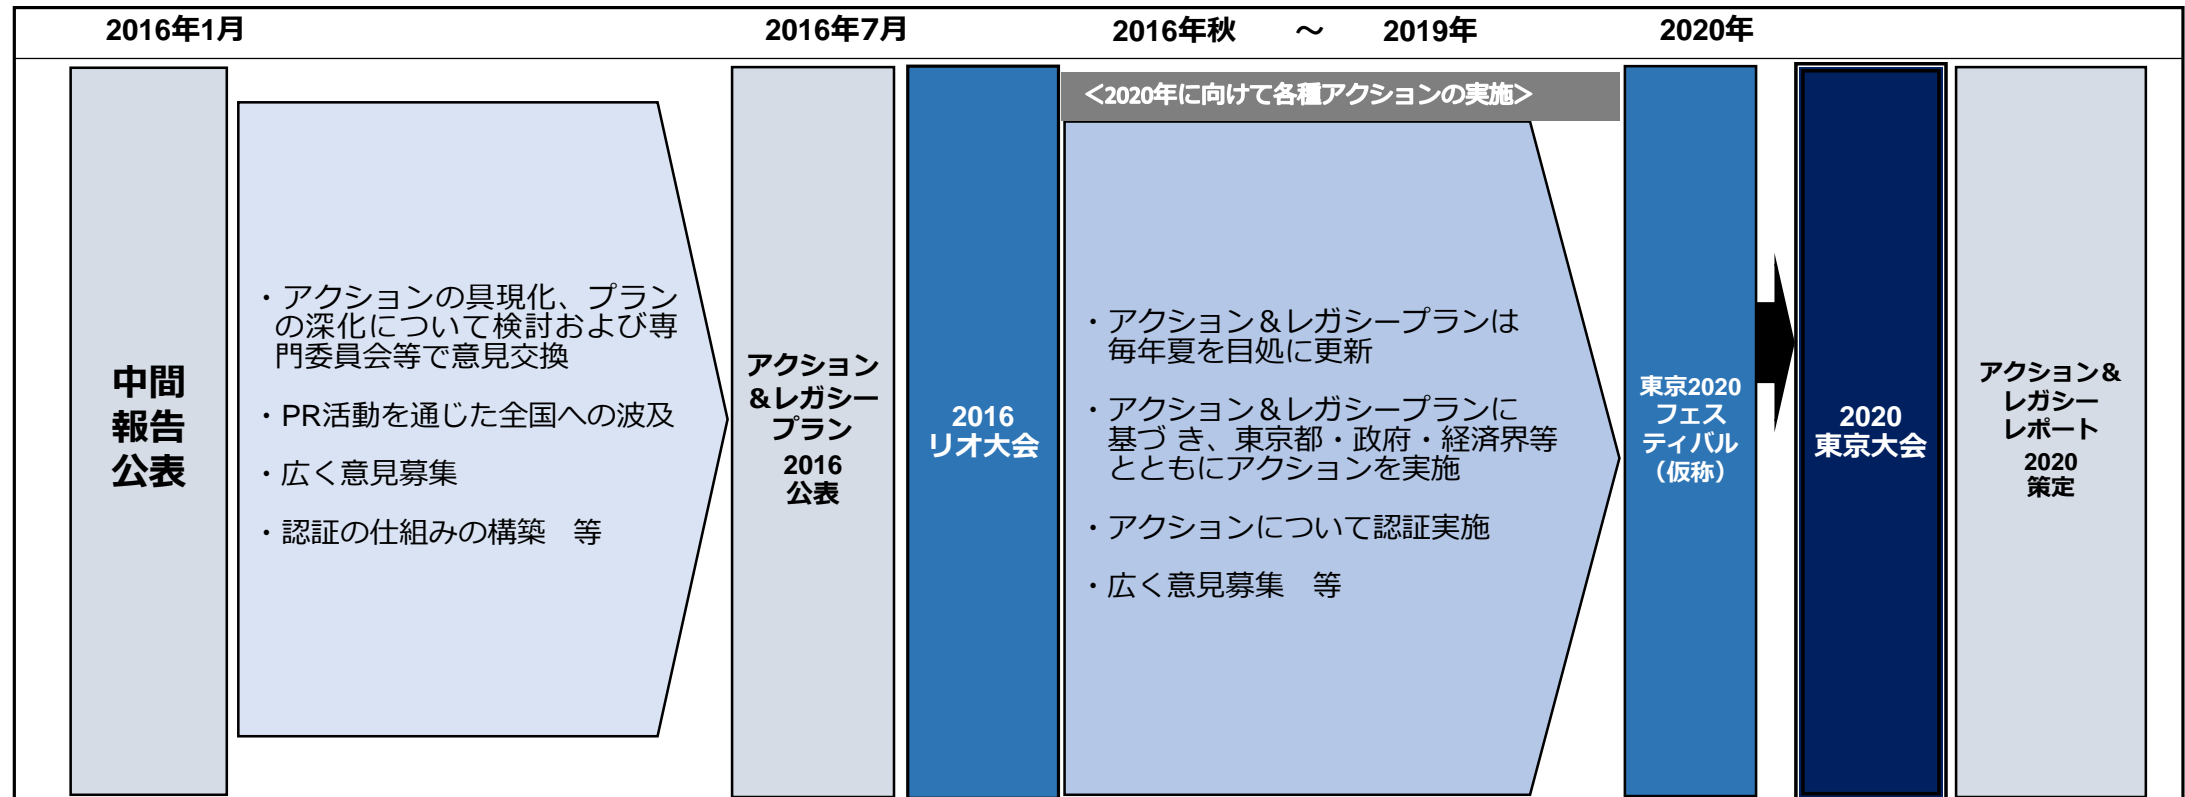 2016年1月
2016年7月
2016年秋　～　2019年
2020年
中間
報告
公表
・アクションの具現化、プラン
の深化について検討および専
門委員会等で意見交換
・PR活動を通じた全国への波及
・広く意見募集
・認証の仕組みの構築　等
アクション
&レガシー
プラン
2016
公表
2016
リオ大会
＜2020年に向けて各種アクションの実施＞
・アクション＆レガシープランは
毎年夏を目処に更新
・アクション＆レガシープランに
基づ き、東京都・政府・経済界等
とともにアクションを実施
・アクションについて認証実施
・広く意見募集　等
東京2020
フェス
ティバル
（仮称）
2020
東京大会
アクション＆
レガシー
レポート
2020
策定